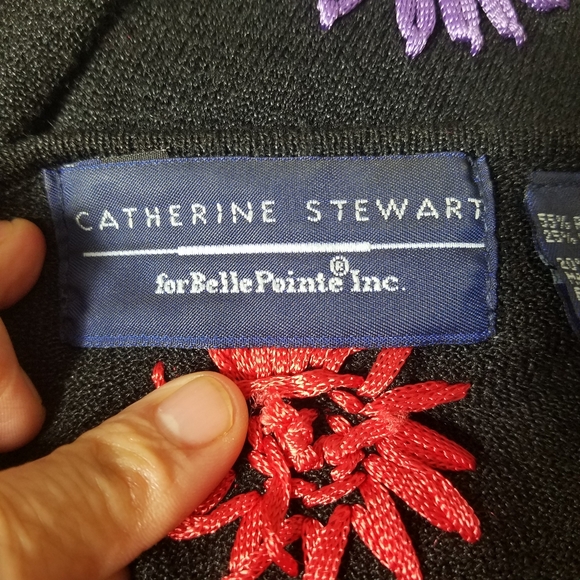 CATHERINE STEWART
for Belle Pointe® Inc.